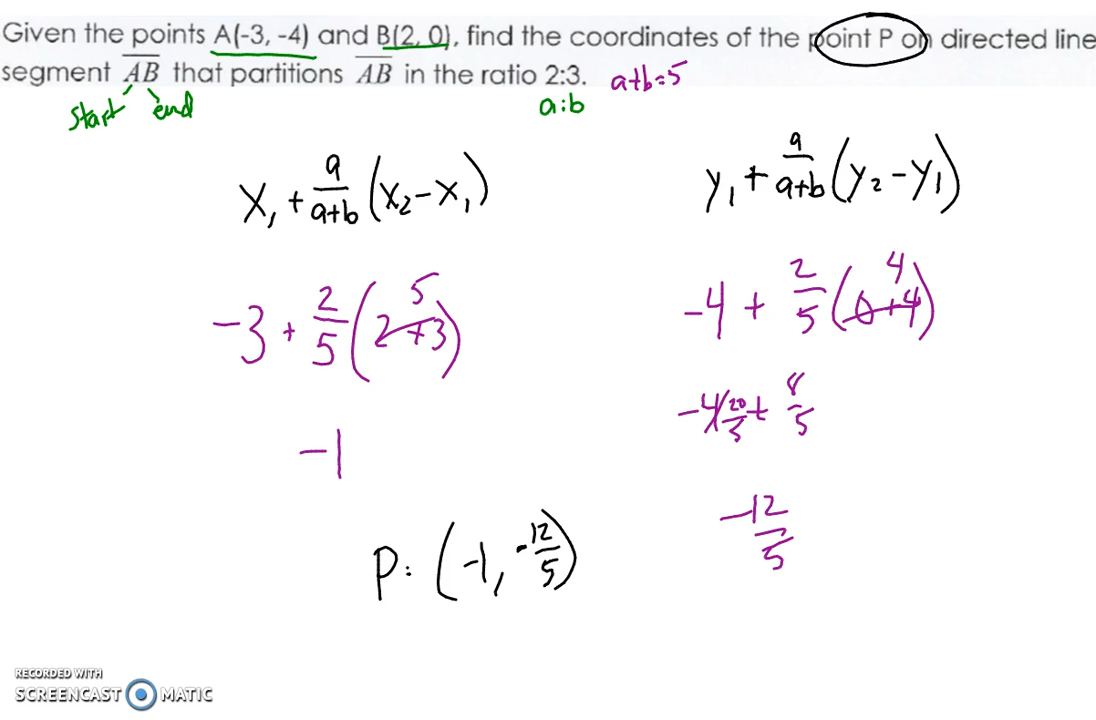 Given the points A(-3, -4) and B(2, 0), find the coordinates of the point P on directed line
segment AB that partitions AB in the ratio 2:3. a+b=5
start end a:b
x₁ + a/(a+b) (x₂-x₁) y₁ + a/(a+b) (y₂-y₁)
-3 + 2/5 (2+3) 5 -4 + 2/5 (0+4) 4
-4 20/5 + 8/5
-1
-12/5
P: (-1, -12/5)
RECORDED WITH
SCREENCAST MATIC